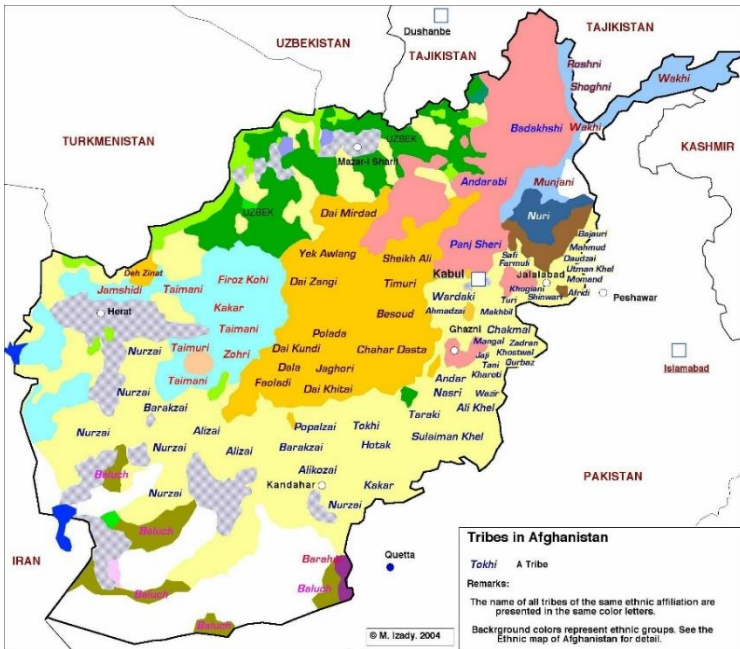 Dushanbe
UZBEKISTAN
TAJIKISTAN
TAJIKISTAN
Roshni
Shoghni
Wakhi
TURKMENISTAN
UZBEK
Badakhshi
Wakhi
KASHMIR
Mazar-i Sharif
Andarabi
Munjani
UZBEK
Dai Mirdad
Nuri
Panj Sheri
Bajauri
Mahmud
Yek Awlang
Sheikh Ali
Safi
Daudzai
Farmuli
Utman Khel
Deh Zinat
Firoz Kohi
Dai Zangi
Timuri
Kabul
Jalalabad
Momand
Jamshidi
Taimani
Khugiani
Afridi
Peshawar
Wardaki
Turi
Shinwari
Kakar
Besoud
Ahmadzai
Makhbil
Herat
Taimani
Polada
Ghazni
Chakmal
Nurzai
Taimuri
Zohri
Dai Kundi
Chahar Dasta
Mangal
Zadran
Jaji
Khostwal
Islamabad
Dala
Jaghori
Tani
Gurbaz
Nurzai
Taimani
Faoladi
Dai Khitai
Andar
Kharoti
Nasri
Wazir
Barakzai
Taraki
Ali Khel
Nurzai
Alizai
Popalzai
Tokhi
Nurzai
Alizai
Barakzai
Hotak
Sulaiman Khel
Baluch
Alikozai
PAKISTAN
Nurzai
Kandahar
Kakar
Nurzai
Baluch
IRAN
Barahui
Quetta
Baluch
Baluch
Baluch
Tribes in Afghanistan
Tokhi A Tribe
Remarks:
The name of all tribes of the same ethnic affiliation are
presented in the same color letters.
Background colors represent ethnic groups. See the
Ethnic map of Afghanistan for detail.
© M. Izady. 2004